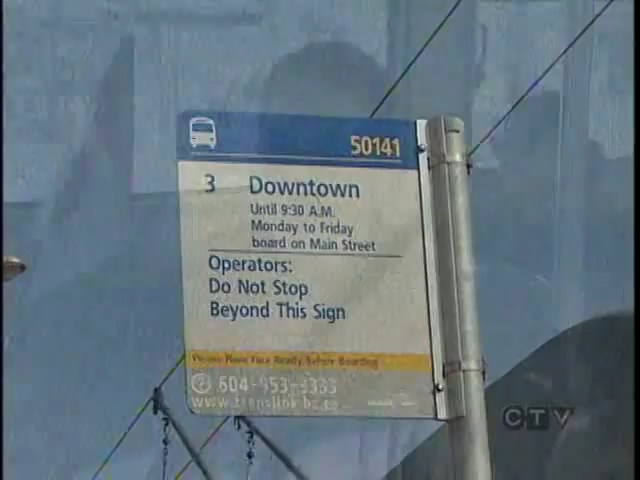 50141
3 Downtown
Until 9:30 A.M.
Monday to Friday
board on Main Street
Operators:
Do Not Stop
Beyond This Sign
Please Have Fare Ready Before Boarding
604-953-3333
www.translink.bc.ca
CTV